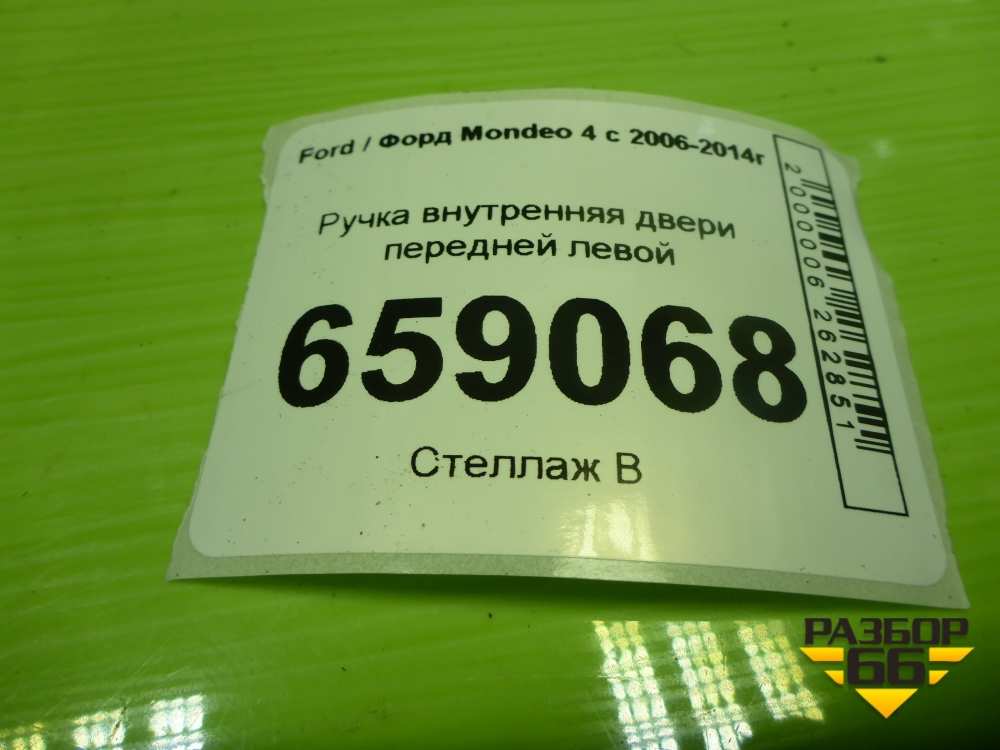 Ford / Форд Mondeo 4 с 2006-2014г
Ручка внутренняя двери
передней левой
659068
Стеллаж В
2000006262851
РАЗБОР
66